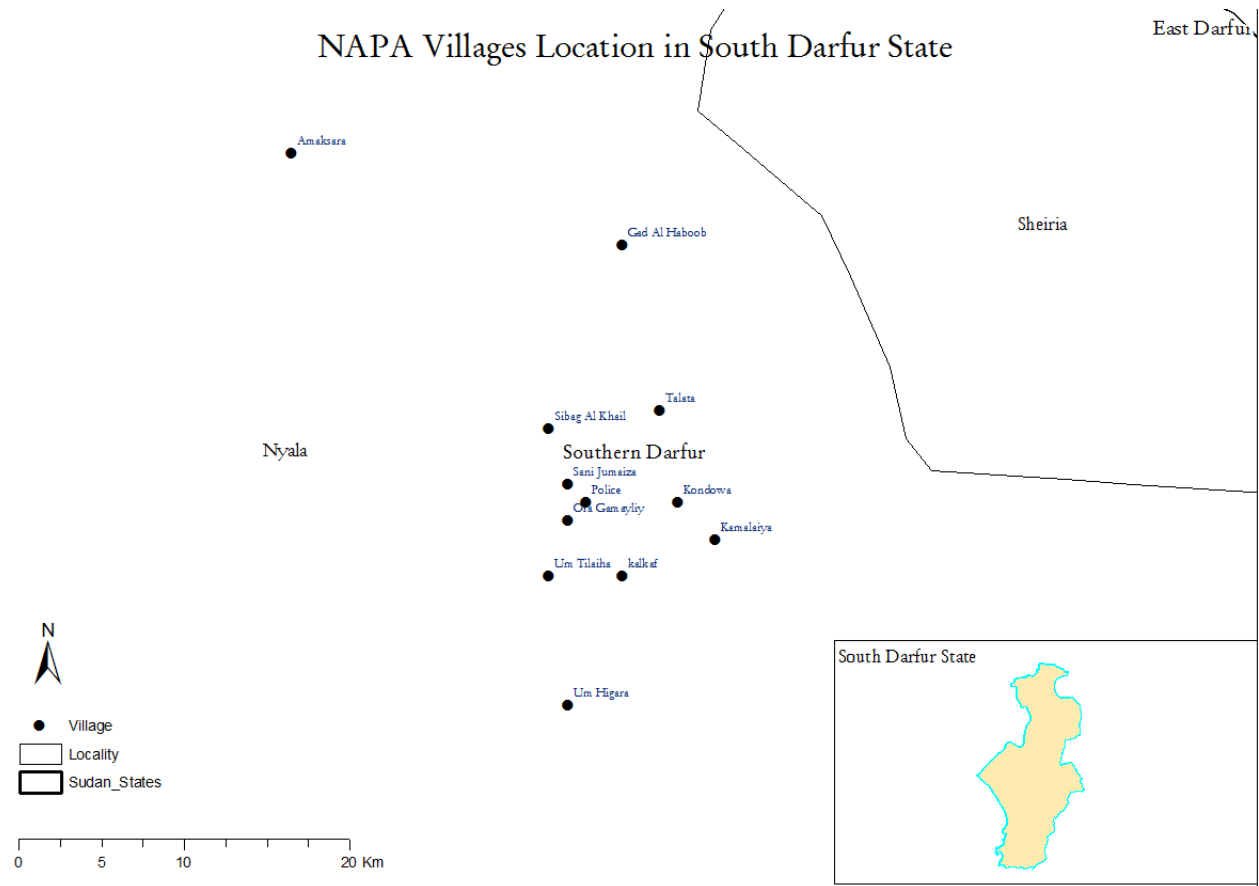 NAPA Villages Location in South Darfur State
East Darfur
Amaksara
Gad Al Haboob
Sheiria
Talata
Sibag Al Khail
Nyala
Southern Darfur
Sani Jumaiza
Police
Kondowa
Ora Gamayliy
Kamalaiya
Um Tilaiha
kalkaf
Um Higara
N
Village
Locality
Sudan_States
0 5 10 20 Km
South Darfur State